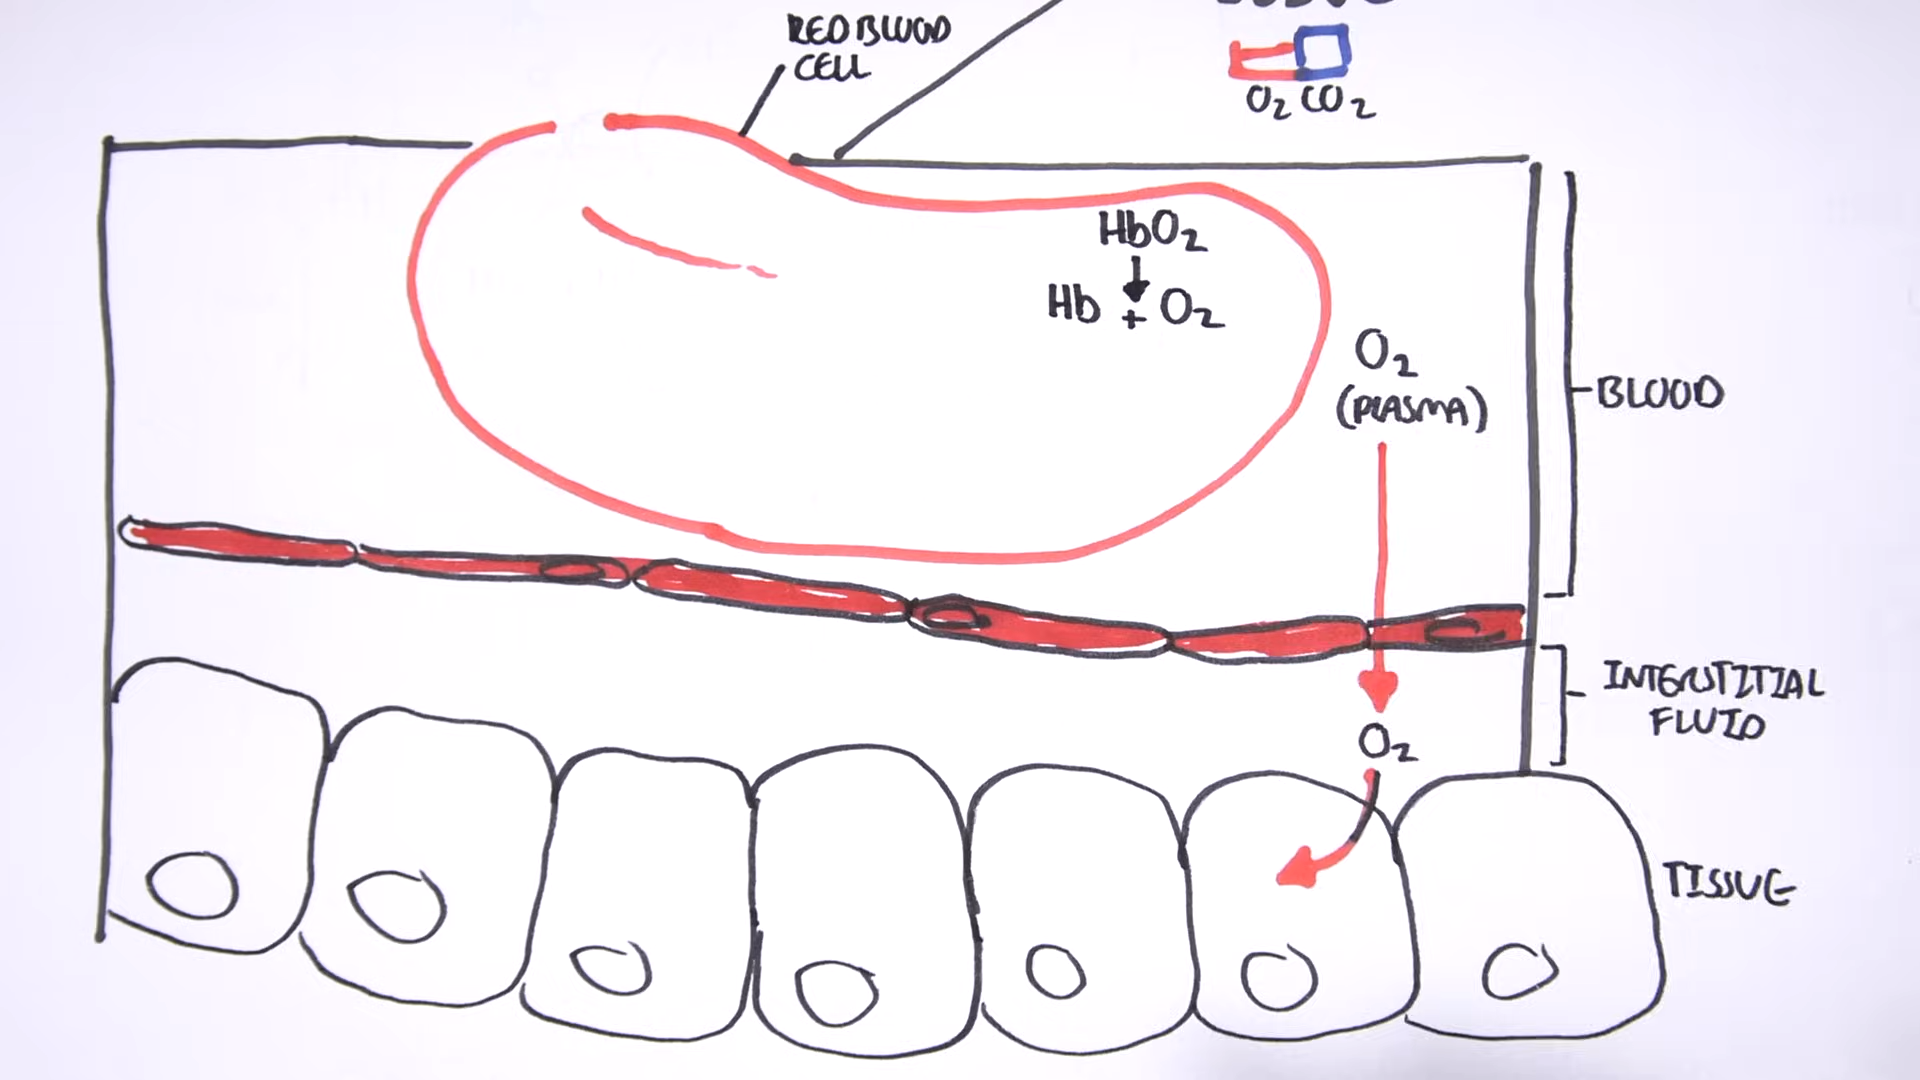 RED BLOOD
CELL
O₂ CO₂
HbO₂
Hb + O₂
O₂
(PLASMA)
BLOOD
INTERSTITIAL
FLUID
O₂
TISSUE